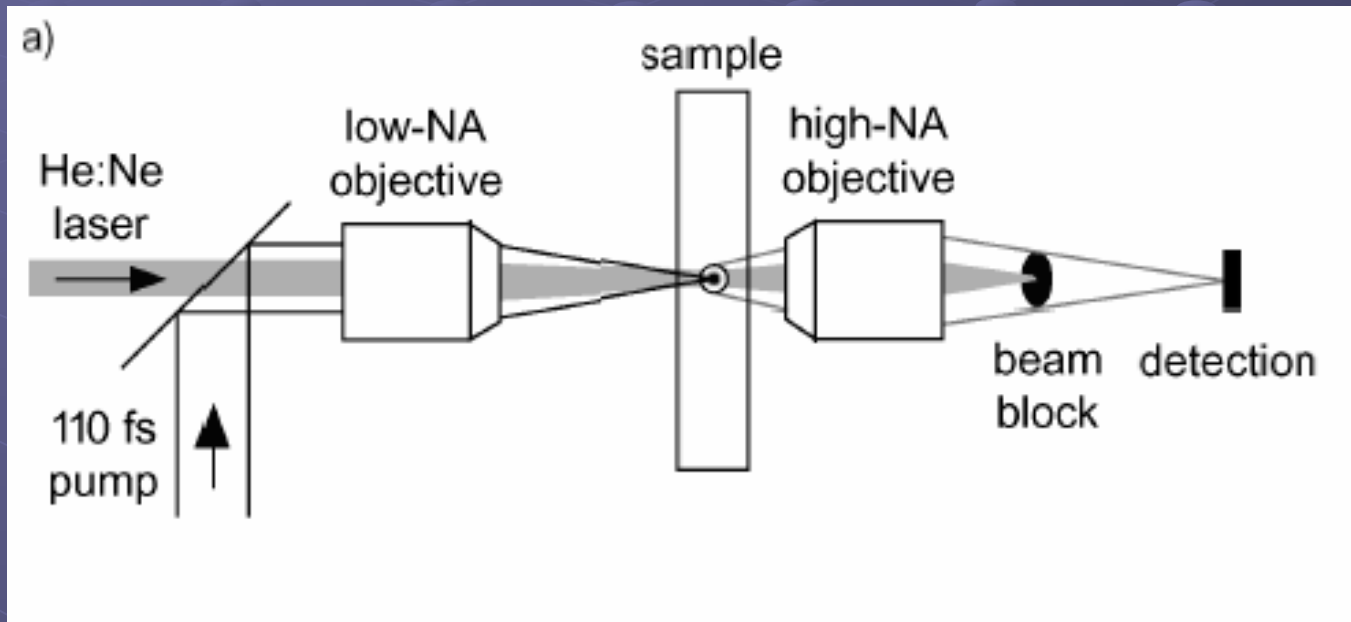 a)
sample
low-NA
objective
high-NA
objective
He:Ne
laser
110 fs
pump
beam
block
detection